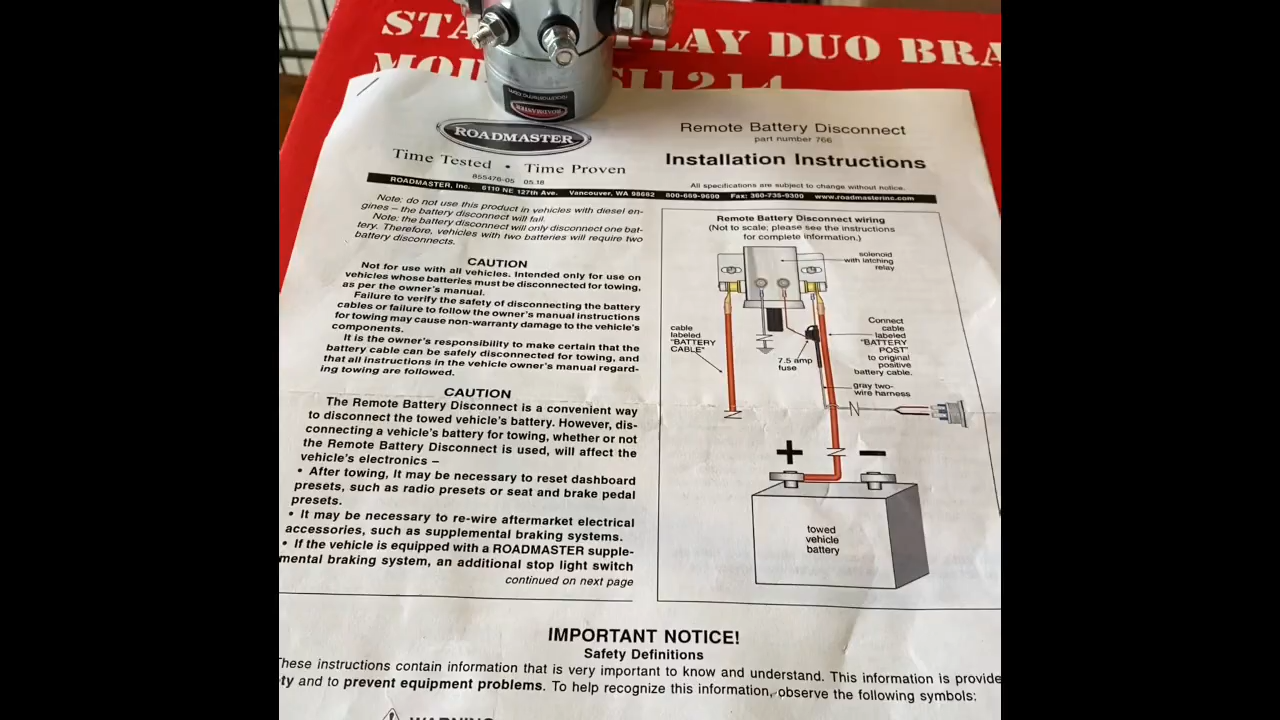 STA PLAY DUO BRA
MOD SI1214
roadmasterinc.com
ROADMASTER
ROADMASTER
Time Tested • Time Proven
855476-05 05.18
Remote Battery Disconnect
part number 766
Installation Instructions
All specifications are subject to change without notice.
ROADMASTER, Inc. 6110 NE 127th Ave. Vancouver, WA 98682 800-669-9690 Fax: 360-735-9300 www.roadmasterinc.com
Note: do not use this product in vehicles with diesel en-
gines – the battery disconnect will fail.
Note: the battery disconnect will only disconnect one bat-
tery. Therefore, vehicles with two batteries will require two
battery disconnects.
CAUTION
Not for use with all vehicles. Intended only for use on
vehicles whose batteries must be disconnected for towing,
as per the owner's manual.
Failure to verify the safety of disconnecting the battery
cables or failure to follow the owner's manual instructions
for towing may cause non-warranty damage to the vehicle's
components.
It is the owner's responsibility to make certain that the
battery cable can be safely disconnected for towing, and
that all instructions in the vehicle owner's manual regard-
ing towing are followed.
CAUTION
The Remote Battery Disconnect is a convenient way
to disconnect the towed vehicle's battery. However, dis-
connecting a vehicle's battery for towing, whether or not
the Remote Battery Disconnect is used, will affect the
vehicle's electronics –
• After towing, It may be necessary to reset dashboard
presets, such as radio presets or seat and brake pedal
presets.
• It may be necessary to re-wire aftermarket electrical
accessories, such as supplemental braking systems.
• If the vehicle is equipped with a ROADMASTER supple-
mental braking system, an additional stop light switch
continued on next page
Remote Battery Disconnect wiring
(Not to scale; please see the instructions
for complete information.)
solenoid
with latching
relay
cable
labeled
"BATTERY
CABLE"
7.5 amp
fuse
Connect
cable
labeled
"BATTERY
POST"
to original
positive
battery cable.
gray two-
wire harness
+ –
towed
vehicle
battery
IMPORTANT NOTICE!
Safety Definitions
These instructions contain information that is very important to know and understand. This information is provide
ty and to prevent equipment problems. To help recognize this information, observe the following symbols:
WARNING